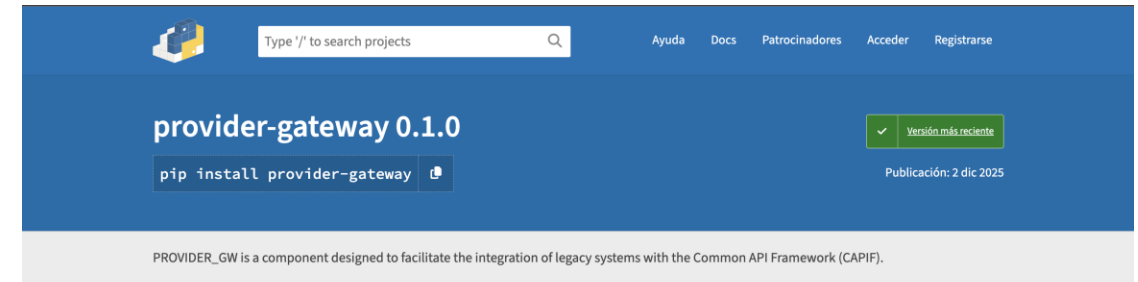 Type '/' to search projects
Ayuda Docs Patrocinadores Acceder Registrarse
provider-gateway 0.1.0
Versión más reciente
pip install provider-gateway
Publicación: 2 dic 2025
PROVIDER_GW is a component designed to facilitate the integration of legacy systems with the Common API Framework (CAPIF).